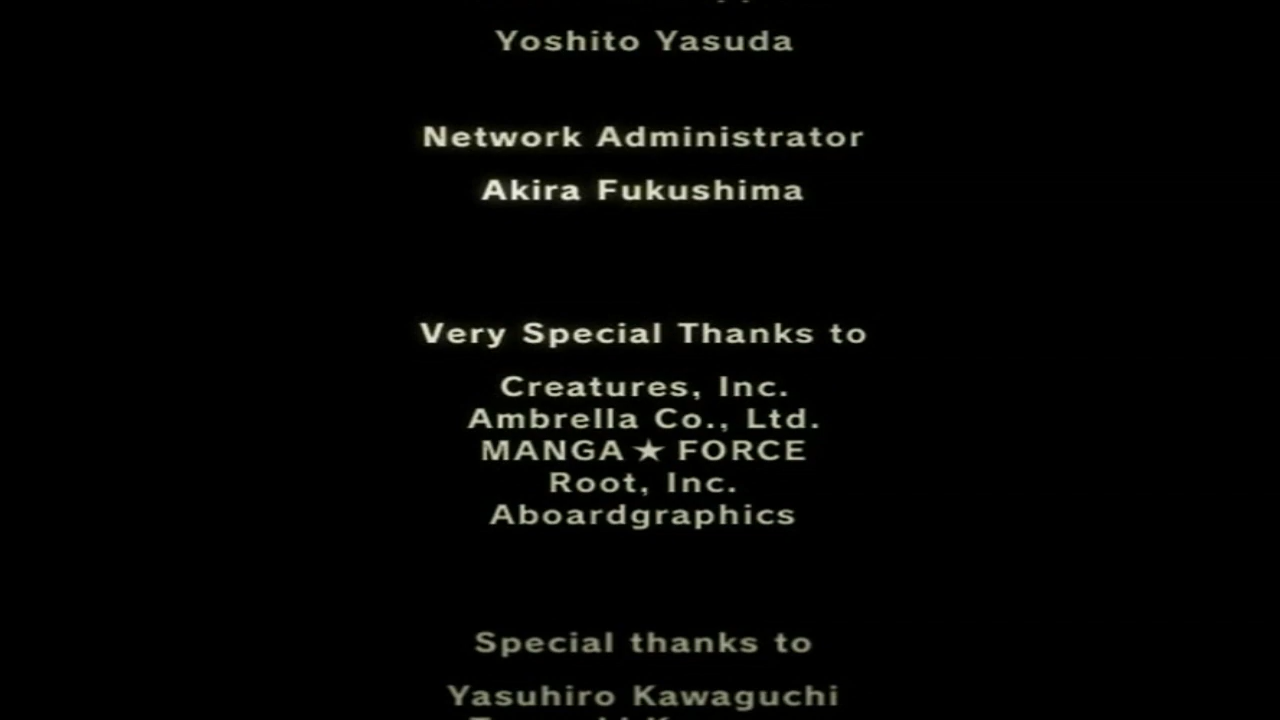 Yoshito Yasuda
Network Administrator
Akira Fukushima
Very Special Thanks to
Creatures, Inc.
Ambrella Co., Ltd.
MANGA★FORCE
Root, Inc.
Aboardgraphics
Special thanks to
Yasuhiro Kawaguchi